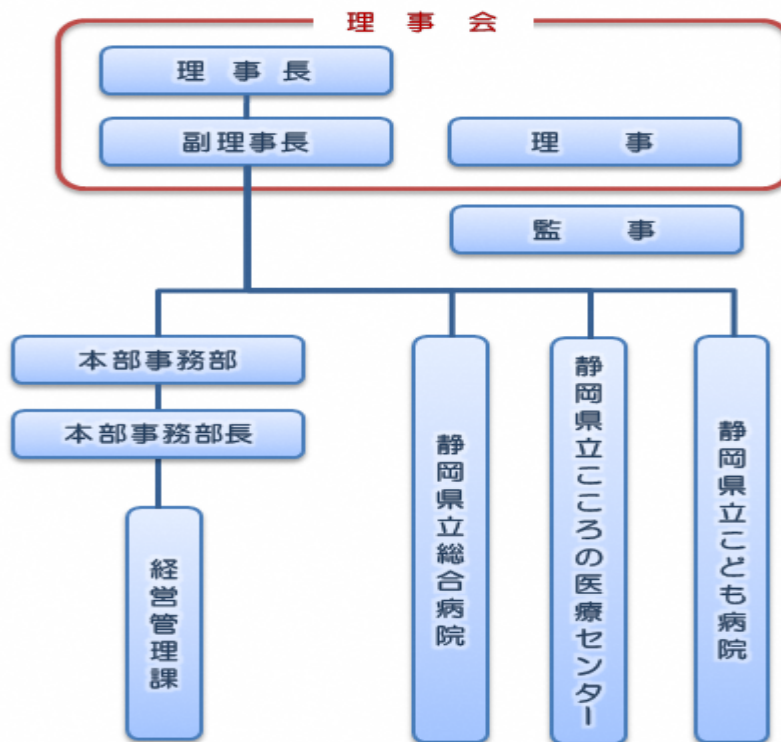 理事会
理事長
副理事長
理事
監事
本部事務部
本部事務部長
経営管理課
静岡県立総合病院
静岡県立こころの医療センター
静岡県立こども病院